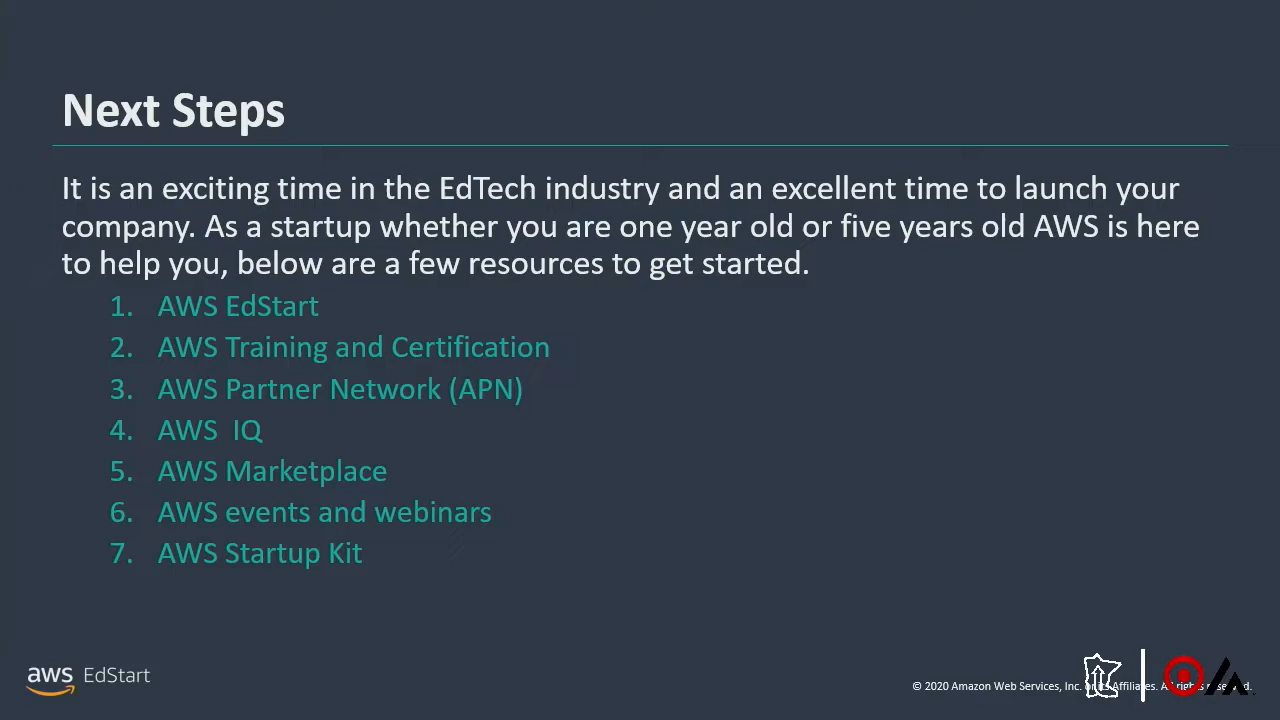 Next Steps
It is an exciting time in the EdTech industry and an excellent time to launch your
company. As a startup whether you are one year old or five years old AWS is here
to help you, below are a few resources to get started.
1. AWS EdStart
2. AWS Training and Certification
3. AWS Partner Network (APN)
4. AWS  IQ
5. AWS Marketplace
6. AWS events and webinars
7. AWS Startup Kit
aws EdStart
© 2020 Amazon Web Services, Inc. or its Affiliates. All rights reserved.